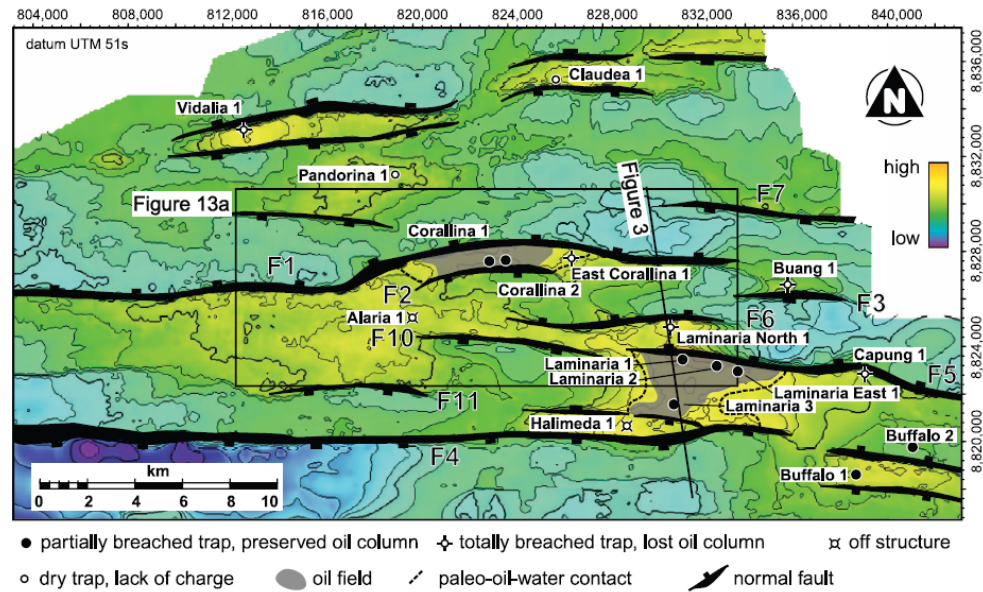 804,000 808,000 812,000 816,000 820,000 824,000 828,000 832,000 836,000 840,000
datum UTM 51s
8,836,000
8,832,000
8,828,000
8,824,000
8,820,000
N
high
low
Claudea 1
Vidalia 1
Pandorina 1
Figure 13a
Figure 3
F7
Corallina 1
F1
East Corallina 1
Buang 1
F2
Corallina 2
F3
Alaria 1
F6
F10
Laminaria North 1
Laminaria 1
Capung 1
Laminaria 2
F5
Laminaria East 1
F11
Laminaria 3
Halimeda 1
Buffalo 2
F4
Buffalo 1
km
0 2 4 6 8 10
partially breached trap, preserved oil column totally breached trap, lost oil column off structure
dry trap, lack of charge oil field paleo-oil-water contact normal fault